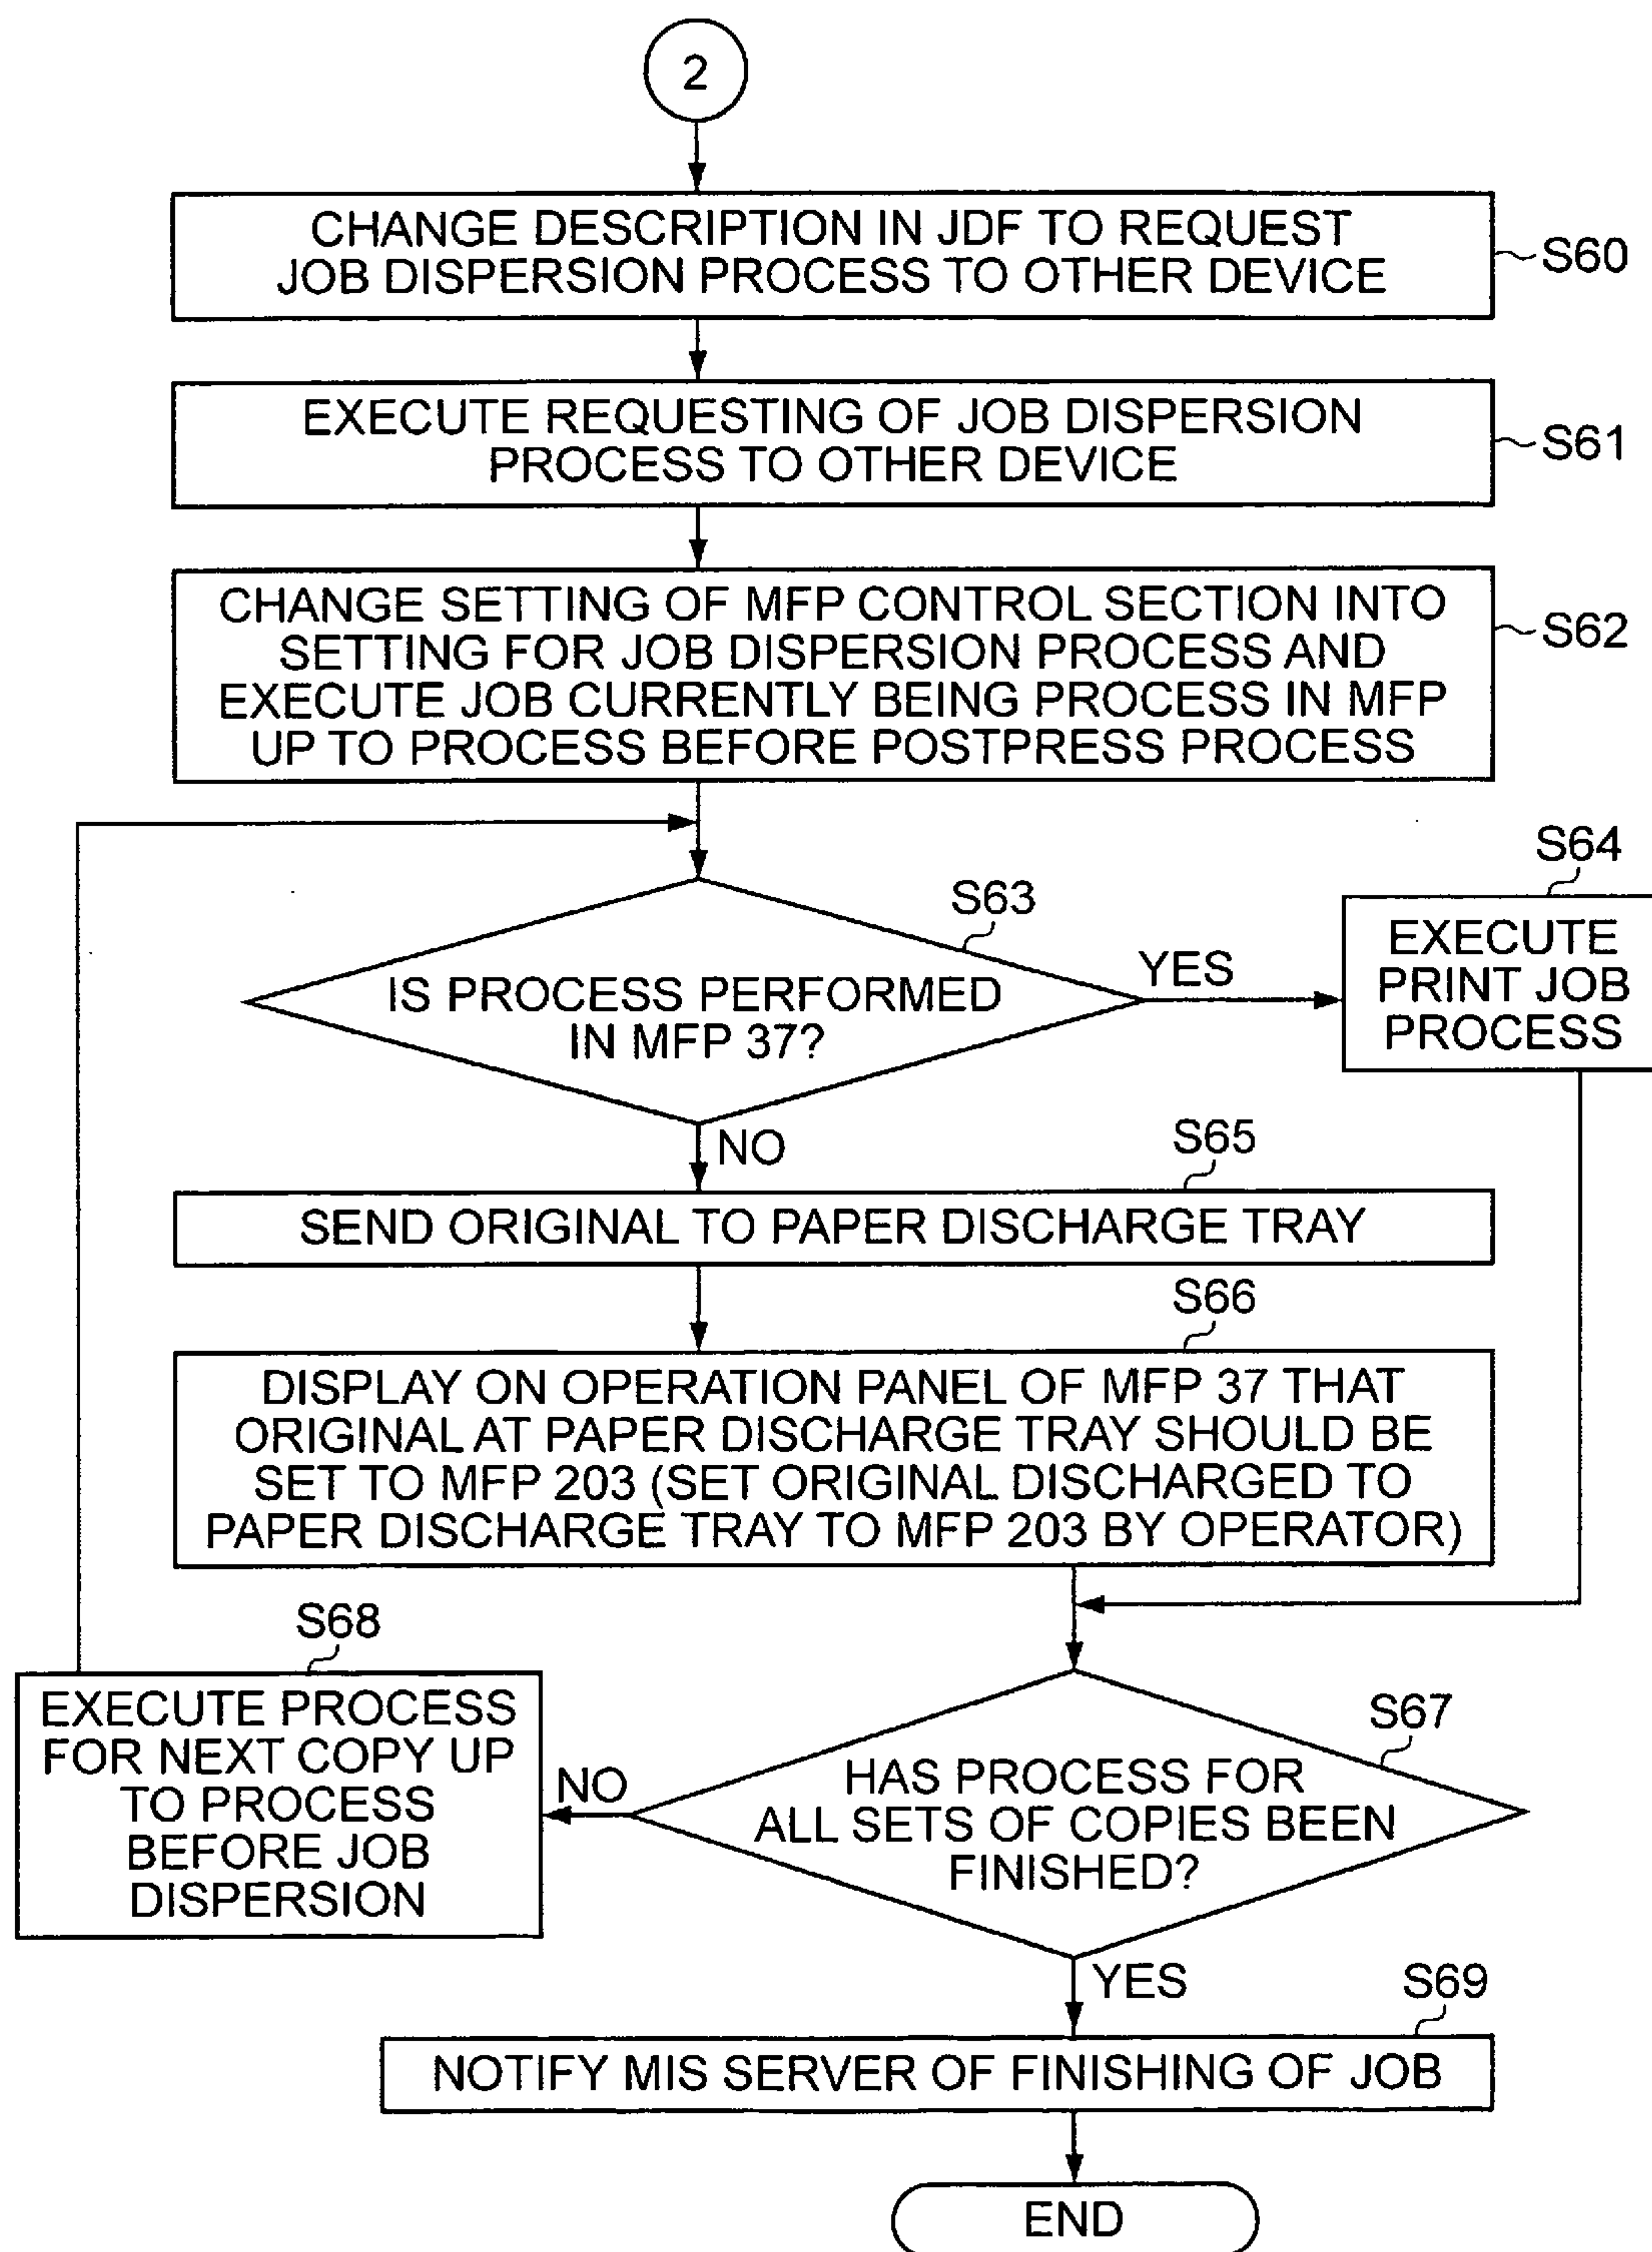 2
CHANGE DESCRIPTION IN JDF TO REQUEST
JOB DISPERSION PROCESS TO OTHER DEVICE
S60
EXECUTE REQUESTING OF JOB DISPERSION
PROCESS TO OTHER DEVICE
S61
CHANGE SETTING OF MFP CONTROL SECTION INTO
SETTING FOR JOB DISPERSION PROCESS AND
EXECUTE JOB CURRENTLY BEING PROCESS IN MFP
UP TO PROCESS BEFORE POSTPRESS PROCESS
S62
S63
IS PROCESS PERFORMED
IN MFP 37?
YES
S64
EXECUTE
PRINT JOB
PROCESS
NO
S65
SEND ORIGINAL TO PAPER DISCHARGE TRAY
S66
DISPLAY ON OPERATION PANEL OF MFP 37 THAT
ORIGINAL AT PAPER DISCHARGE TRAY SHOULD BE
SET TO MFP 203 (SET ORIGINAL DISCHARGED TO
PAPER DISCHARGE TRAY TO MFP 203 BY OPERATOR)
S67
HAS PROCESS FOR
ALL SETS OF COPIES BEEN
FINISHED?
NO
S68
EXECUTE PROCESS
FOR NEXT COPY UP
TO PROCESS
BEFORE JOB
DISPERSION
YES
S69
NOTIFY MIS SERVER OF FINISHING OF JOB
END